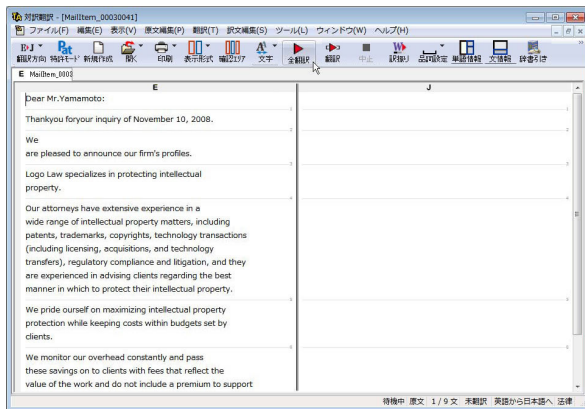 対訳翻訳 - [MailItem_00030041]
ファイル(F) 編集(E) 表示(V) 原文編集(P) 翻訳(T) 訳文編集(S) ツール(L) ウィンドウ(W) ヘルプ(H)
翻訳方向 特許モード 新規作成 開く 印刷 表示形式 確認エリア 文字 全翻訳 翻訳 中止 訳振り 品詞設定 単語情報 文情報 辞書引き
E MailItem_0003
E J
Dear Mr.Yamamoto:
Thankyou foryour inquiry of November 10, 2008.
We
are pleased to announce our firm's profiles.
Logo Law specializes in protecting intellectual
property.
Our attorneys have extensive experience in a
wide range of intellectual property matters, including
patents, trademarks, copyrights, technology transactions
(including licensing, acquisitions, and technology
transfers), regulatory compliance and litigation, and they
are experienced in advising clients regarding the best
manner in which to protect their intellectual property.
We pride ourself on maximizing intellectual property
protection while keeping costs within budgets set by
clients.
We monitor our overhead constantly and pass
these savings on to clients with fees that reflect the
value of the work and do not include a premium to support
待機中 原文 1 / 9 文 未翻訳 英語から日本語へ 法律